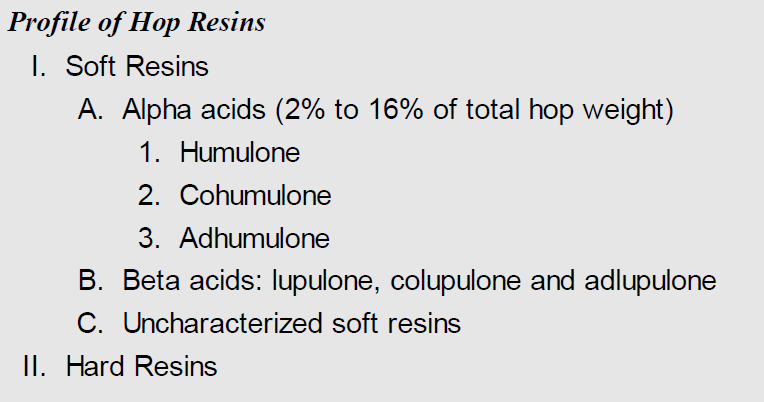 Profile of Hop Resins
I. Soft Resins
A. Alpha acids (2% to 16% of total hop weight)
1. Humulone
2. Cohumulone
3. Adhumulone
B. Beta acids: lupulone, colupulone and adlupulone
C. Uncharacterized soft resins
II. Hard Resins